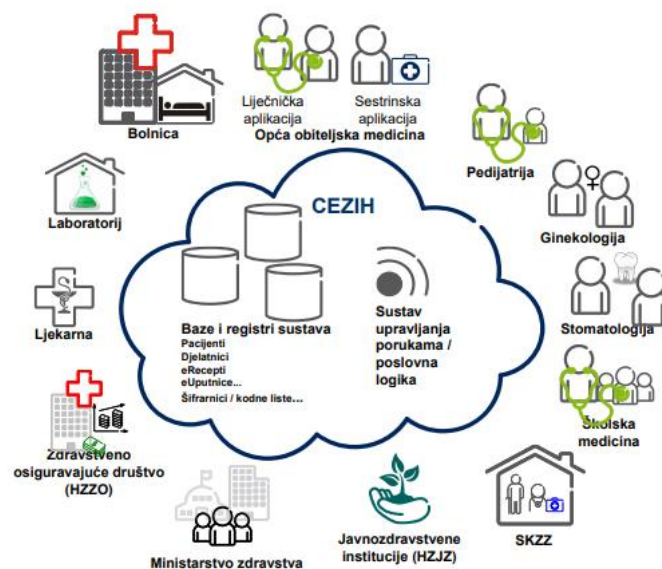 Bolnica
Liječnička
aplikacija
Sestrinska
aplikacija
Opća obiteljska medicina
Pedijatrija
Ginekologija
Stomatologija
Školska
medicina
SKZZ
Javnozdravstvene
institucije (HZJZ)
Ministarstvo zdravstva
Zdravstveno
osiguravajuće društvo
(HZZO)
Ljekarna
Laboratorij
CEZIH
Baze i registri sustava
Pacijenti
Djelatnici
eRecepti
eUputnice...
Šifrarnici / kodne liste...
Sustav
upravljanja
porukama /
poslovna
logika